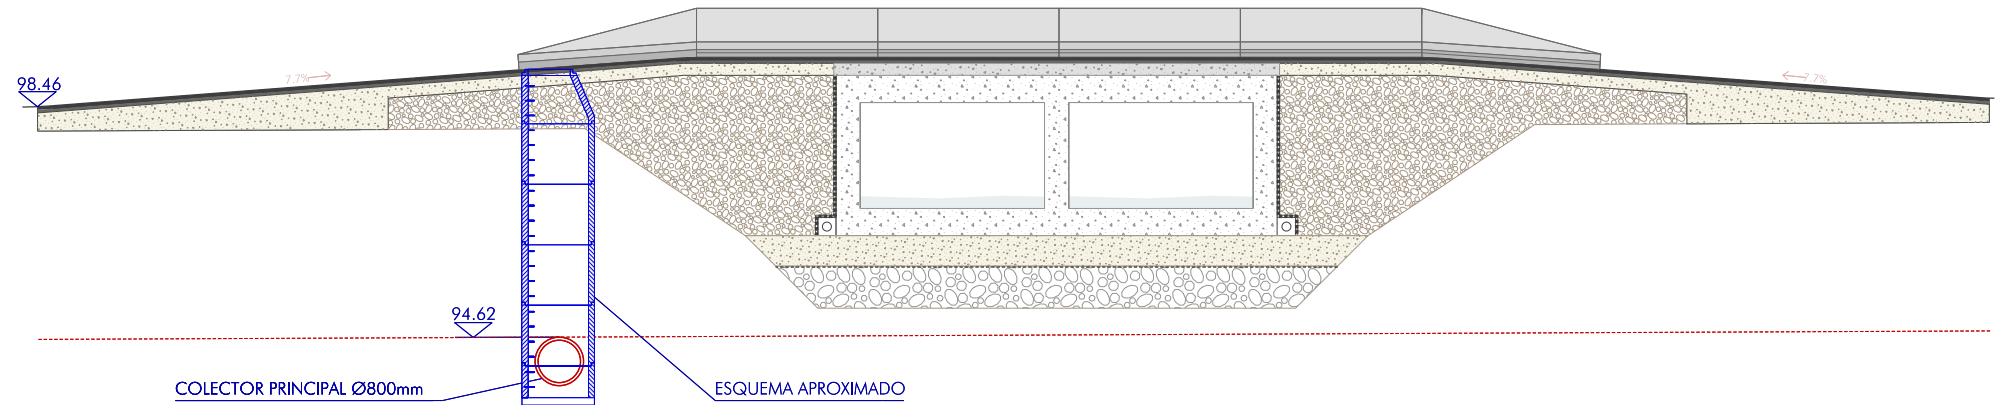 98.46
7.7%
7.7%
94.62
COLECTOR PRINCIPAL Ø800mm
ESQUEMA APROXIMADO